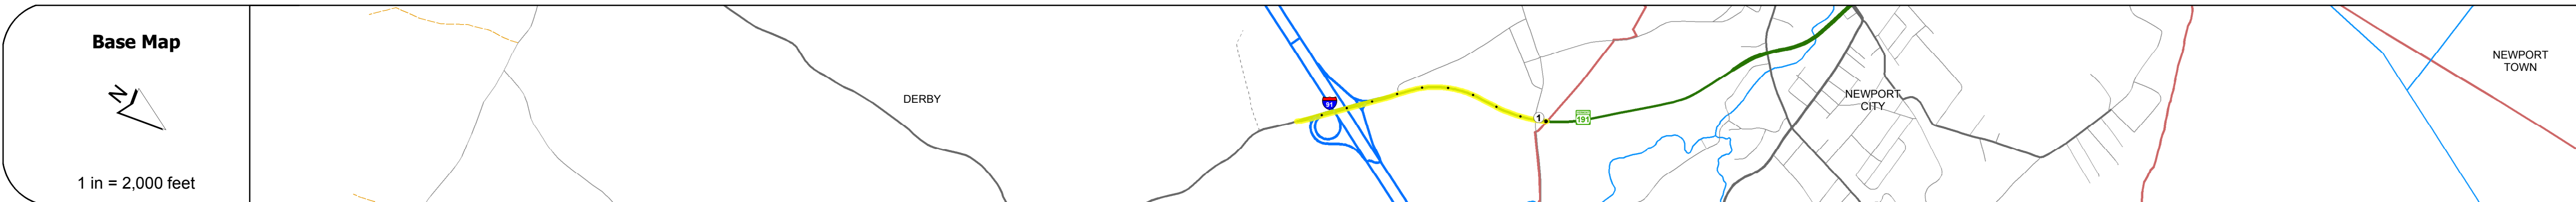 Base Map
N
1 in = 2,000 feet
DERBY
91
1
191
NEWPORT
CITY
NEWPORT
TOWN